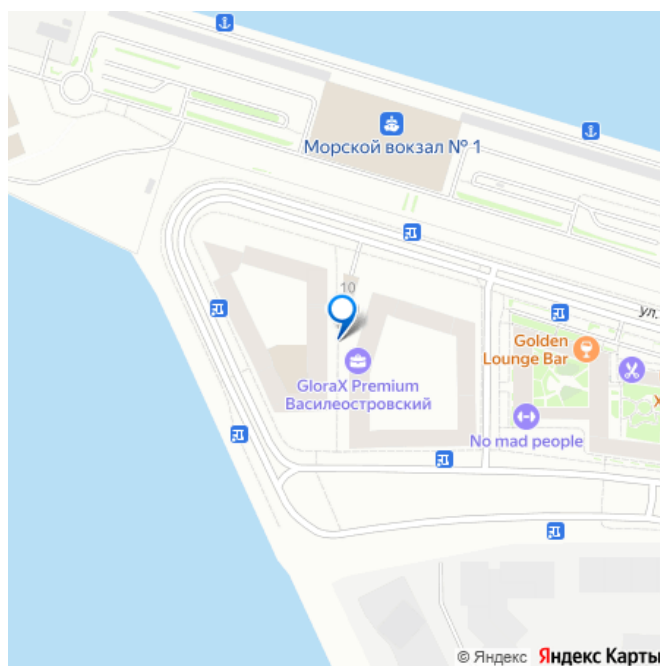 Морской вокзал № 1
10
Ул.
Golden
Lounge Bar
GloraX Premium
Василеостровский
X
No mad people
© Яндекс Яндекс Карты